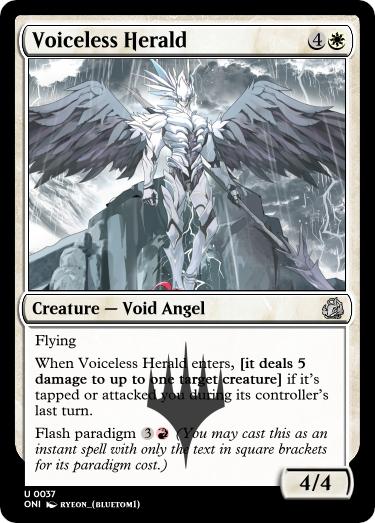 Voiceless Herald
4
Creature — Void Angel
Flying
When Voiceless Herald enters, [it deals 5
damage to up to one target creature] if it's
tapped or attacked you during its controller's
last turn.
Flash paradigm 3 (You may cast this as an
instant spell with only the text in square brackets
for its paradigm cost.)
4/4
U 0037
ONI RYEON_(BLUETOMI)